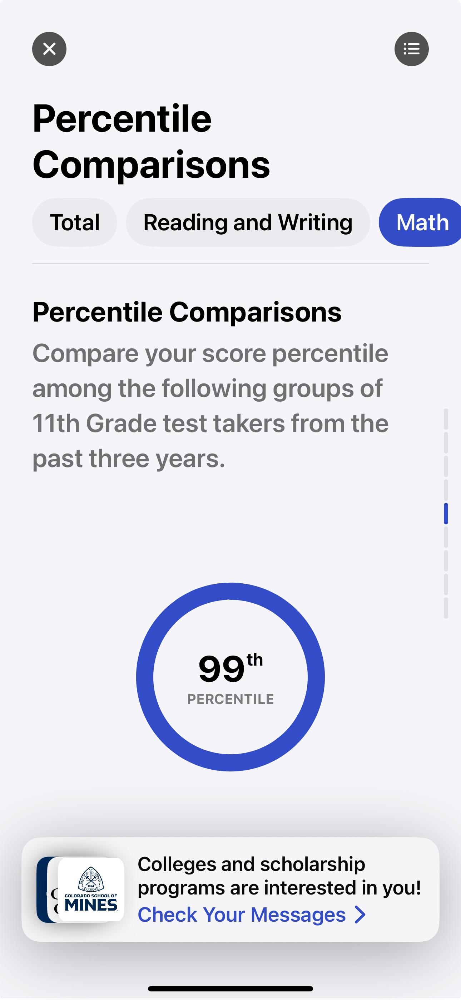 Percentile
Comparisons
Total
Reading and Writing
Math
Percentile Comparisons
Compare your score percentile
among the following groups of
11th Grade test takers from the
past three years.
99th
PERCENTILE
Colleges and scholarship
programs are interested in you!
Check Your Messages
SCHOOL OF MINES
1874
COLORADO
COLORADO SCHOOL OF
MINES